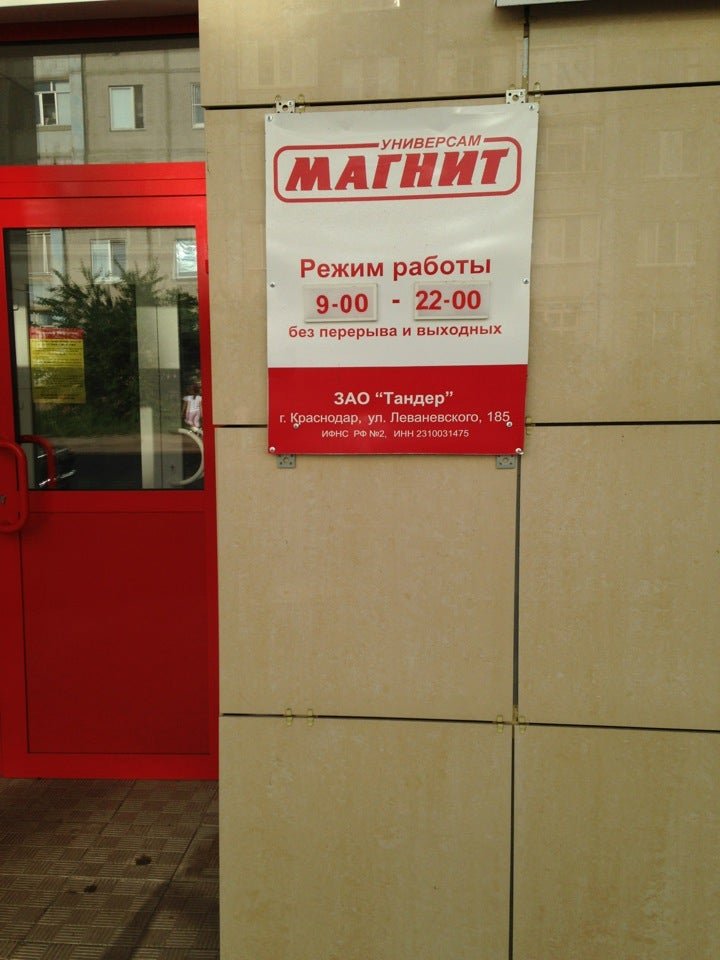 УНИВЕРСАМ
МАГНИТ
Режим работы
9-00 - 22-00
без перерыва и выходных
ЗАО "Тандер"
г. Краснодар, ул. Леваневского, 185
ИФНС РФ №2, ИНН 2310031475